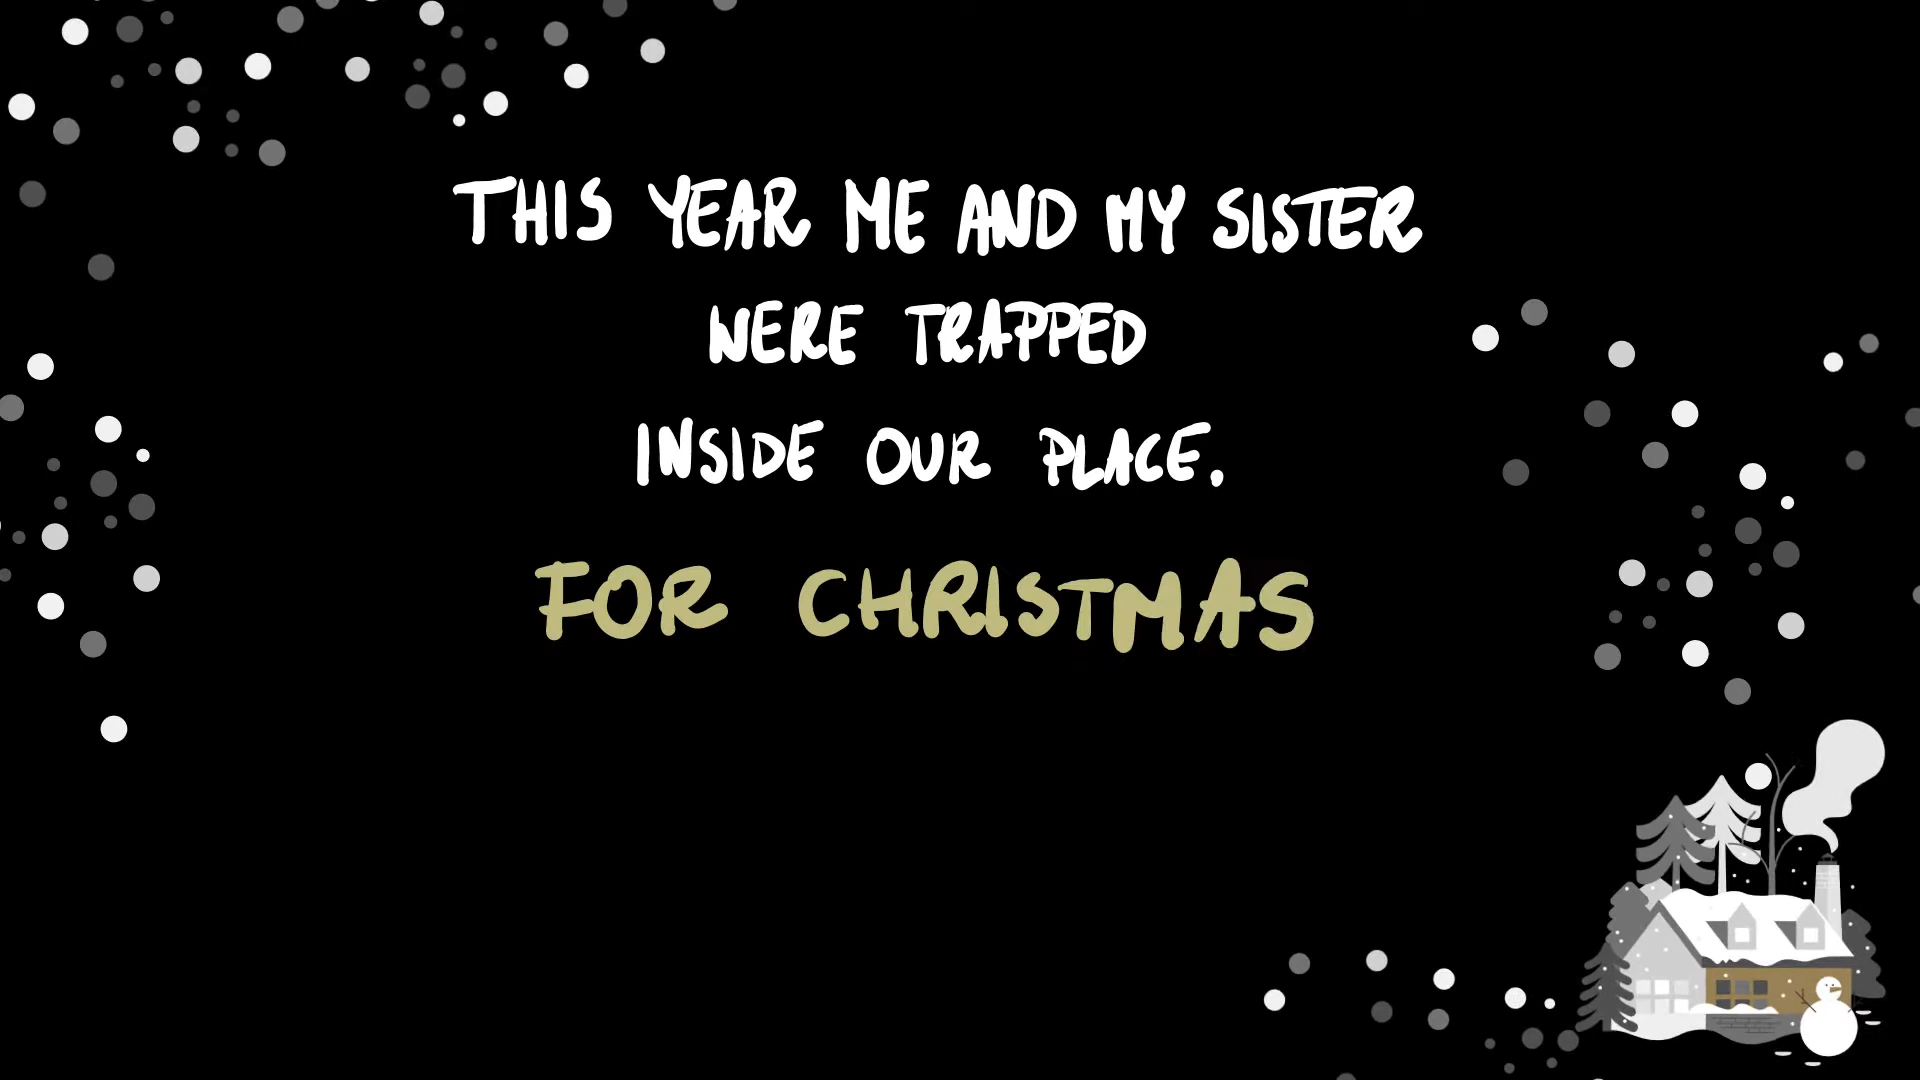 THIS YEAR ME AND MY SISTER
WERE TRAPPED
INSIDE OUR PLACE.
FOR CHRISTMAS